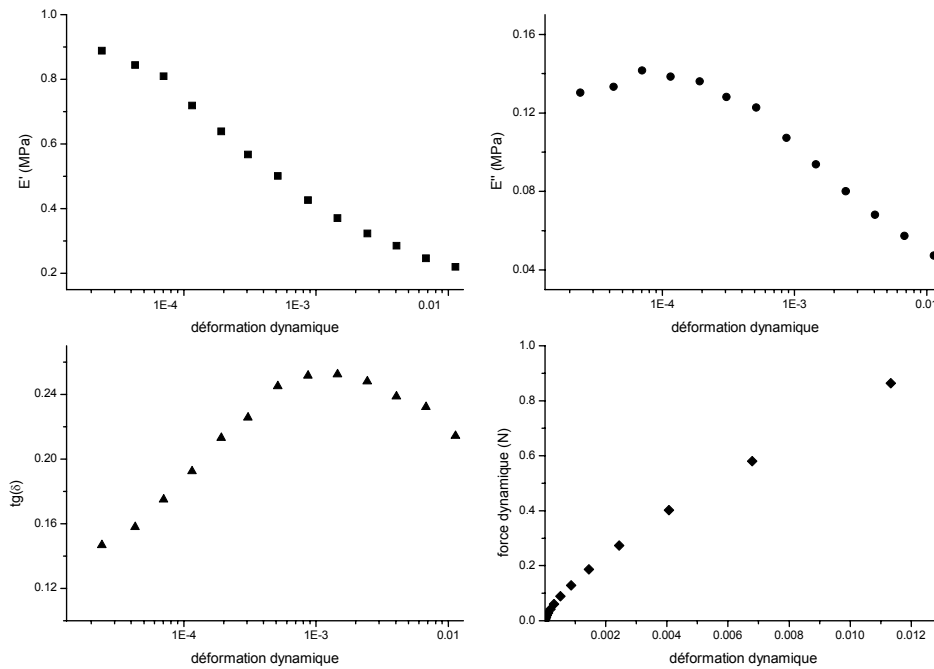 1.0
0.8
0.6
0.4
0.2
E' (MPa)
1E-4
1E-3
0.01
déformation dynamique
0.16
0.12
0.08
0.04
E'' (MPa)
1E-4
1E-3
0.01
déformation dynamique
0.24
0.20
0.16
0.12
tg(δ)
1E-4
1E-3
0.01
déformation dynamique
1.0
0.8
0.6
0.4
0.2
0.0
force dynamique (N)
0.002
0.004
0.006
0.008
0.010
0.012
déformation dynamique